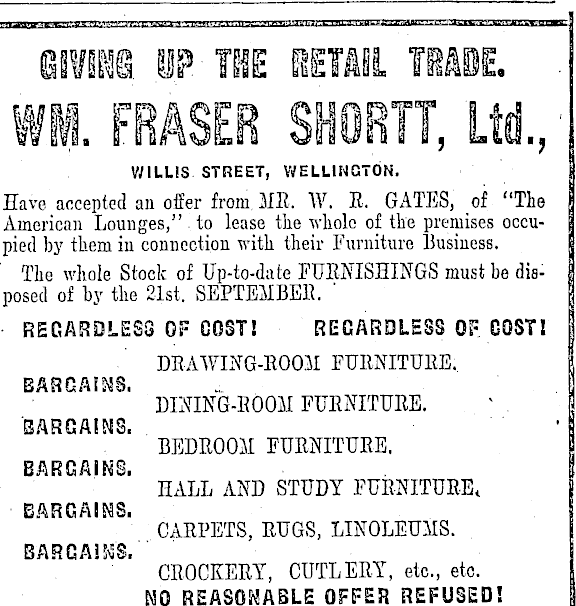 GIVING UP THE RETAIL TRADE.
WM. FRASER SHORTT, Ltd.,
WILLIS STREET, WELLINGTON.
Have accepted an offer from MR. W. R. GATES, of "The
American Lounges," to lease the whole of the premises occu-
pied by them in connection with their Furniture Business.
The whole Stock of Up-to-date FURNISHINGS must be dis-
posed of by the 21st. SEPTEMBER.
REGARDLESS OF COST! REGARDLESS OF COST!
DRAWING-ROOM FURNITURE.
BARGAINS.
DINING-ROOM FURNITURE.
BARGAINS.
BEDROOM FURNITURE.
BARGAINS.
HALL AND STUDY FURNITURE.
BARGAINS.
CARPETS, RUGS, LINOLEUMS.
BARGAINS.
CROCKERY, CUTLERY, etc., etc.
NO REASONABLE OFFER REFUSED!